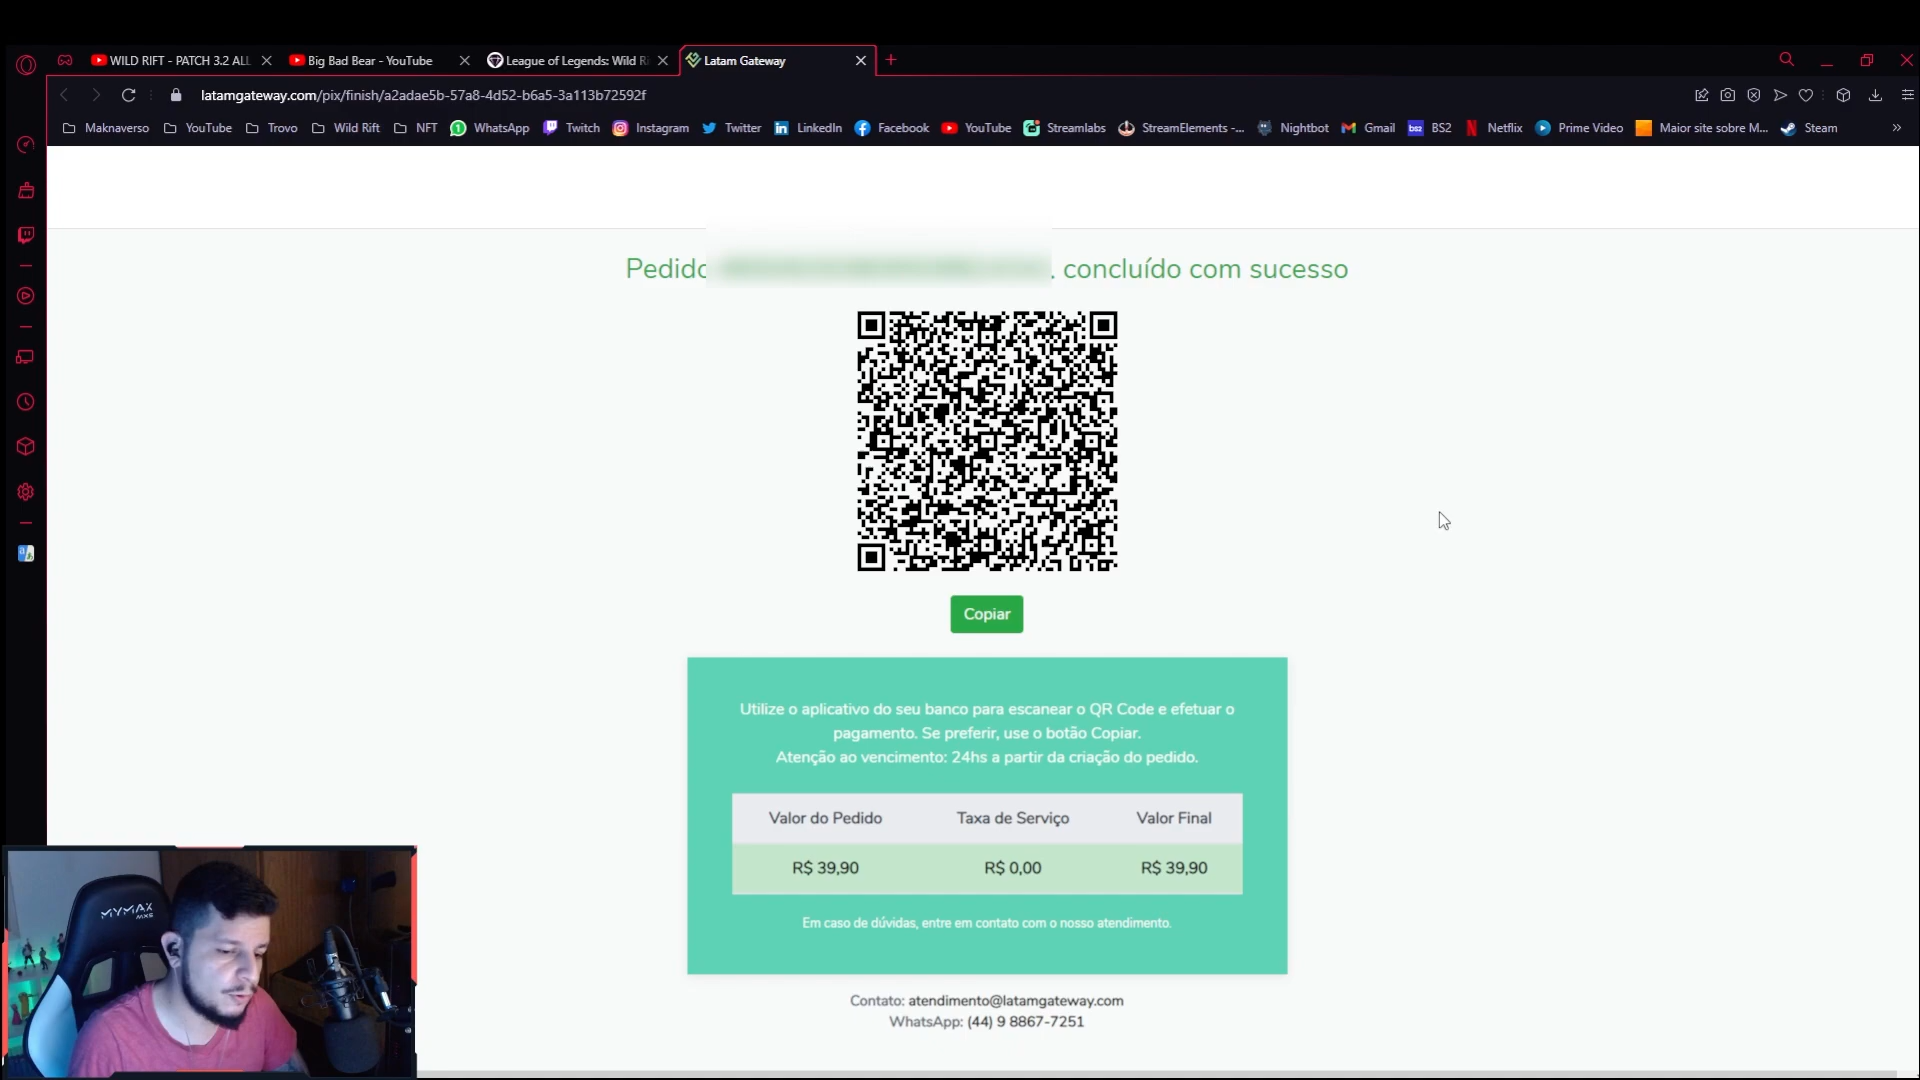 WILD RIFT - PATCH 3.2 ALL
Big Bad Bear - YouTube
League of Legends: Wild Ri
Latam Gateway
latamgateway.com/pix/finish/a2adae5b-57a8-4d52-b6a5-3a113b72592f
Maknaverso YouTube Trovo Wild Rift NFT WhatsApp Twitch Instagram Twitter LinkedIn Facebook YouTube Streamlabs StreamElements -... Nightbot Gmail BS2 Netflix Prime Video Maior site sobre M... Steam
Pedido . concluído com sucesso
Copiar
Utilize o aplicativo do seu banco para escanear o QR Code e efetuar o
pagamento. Se preferir, use o botão Copiar.
Atenção ao vencimento: 24hs a partir da criação do pedido.
Valor do Pedido Taxa de Serviço Valor Final
R$ 39,90 R$ 0,00 R$ 39,90
Em caso de dúvidas, entre em contato com o nosso atendimento.
Contato: atendimento@latamgateway.com
WhatsApp: (44) 9 8867-7251
MYMAX
MX5